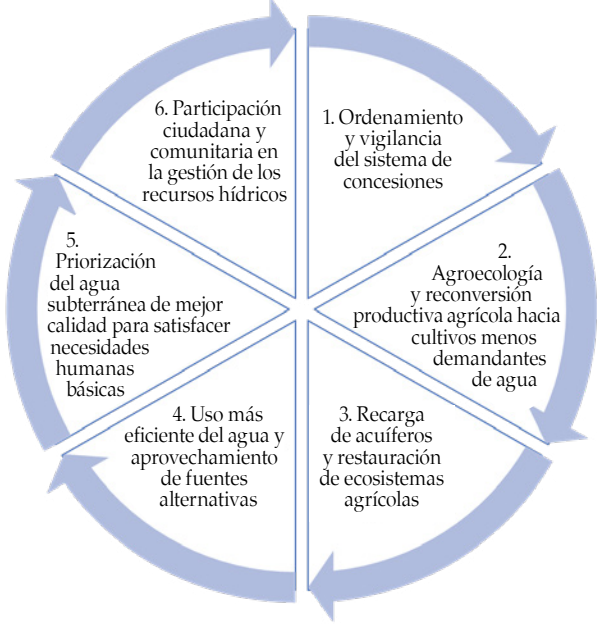 1. Ordenamiento
y vigilancia
del sistema de
concesiones
2.
Agroecología
y reconversión
productiva agrícola hacia
cultivos menos
demandantes
de agua
3. Recarga
de acuíferos
y restauración
de ecosistemas
agrícolas
4. Uso más
eficiente del agua y
aprovechamiento
de fuentes
alternativas
5.
Priorización
del agua
subterránea de mejor
calidad para satisfacer
necesidades
humanas
básicas
6. Participación
ciudadana y
comunitaria en
la gestión de los
recursos hídricos